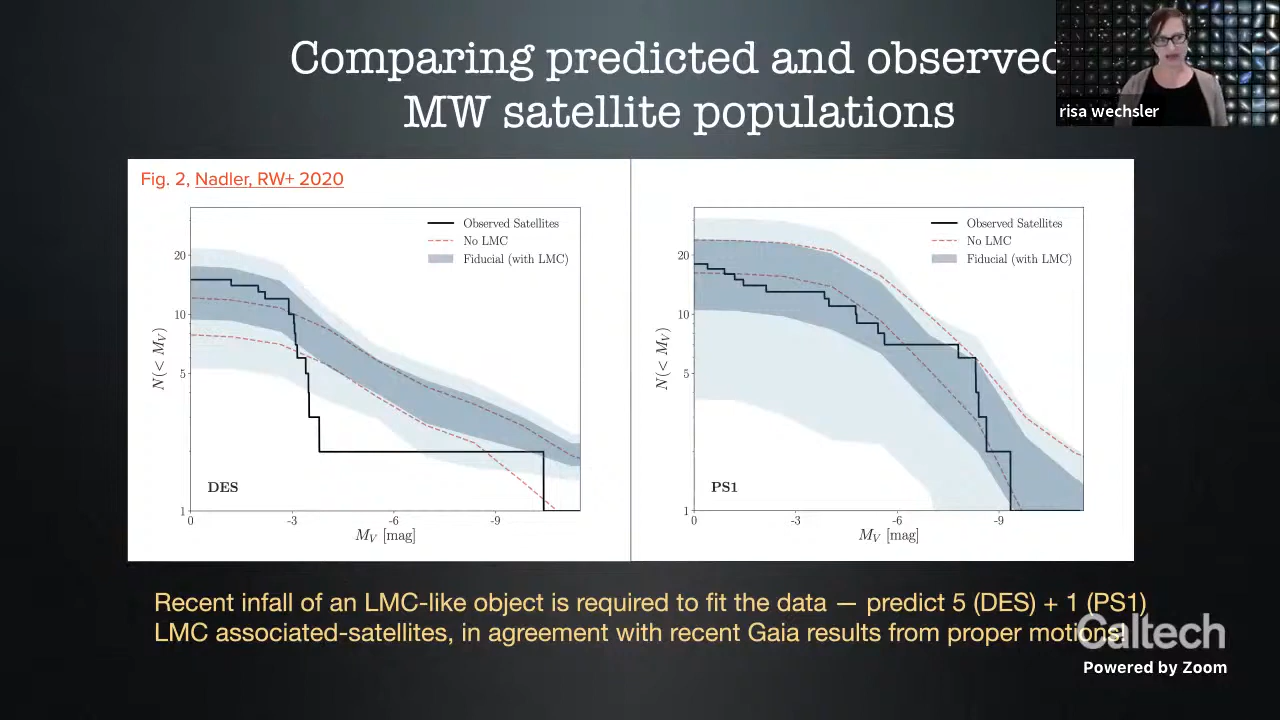 Comparing predicted and observed
MW satellite populations
risa wechsler
Fig. 2, Nadler, RW+ 2020
Observed Satellites
No LMC
Fiducial (with LMC)
20
10
5
1
N(< M_V)
DES
0
-3
-6
-9
M_V [mag]
Observed Satellites
No LMC
Fiducial (with LMC)
20
10
5
1
N(< M_V)
PS1
0
-3
-6
-9
M_V [mag]
Recent infall of an LMC-like object is required to fit the data — predict 5 (DES) + 1 (PS1)
LMC associated-satellites, in agreement with recent Gaia results from proper motions!
Caltech
Powered by Zoom